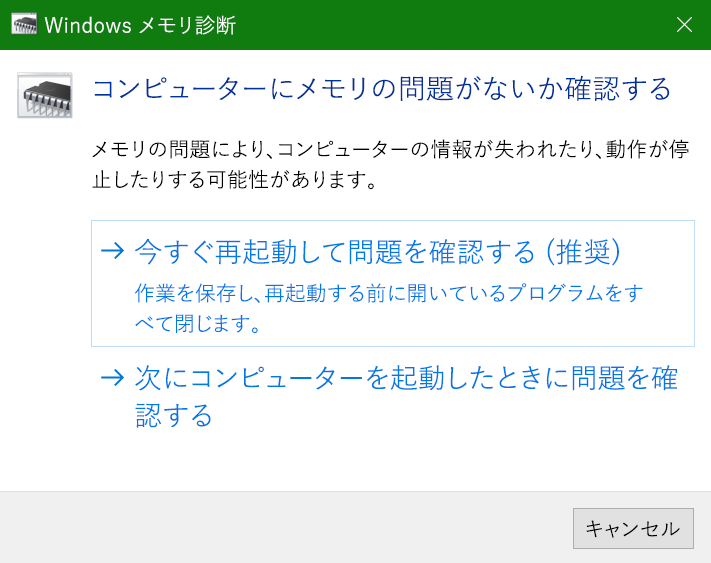 Windows メモリ診断
コンピューターにメモリの問題がないか確認する
メモリの問題により、コンピューターの情報が失われたり、動作が停
止したりする可能性があります。
→ 今すぐ再起動して問題を確認する (推奨)
作業を保存し、再起動する前に開いているプログラムをす
べて閉じます。
→ 次にコンピューターを起動したときに問題を確
認する
キャンセル